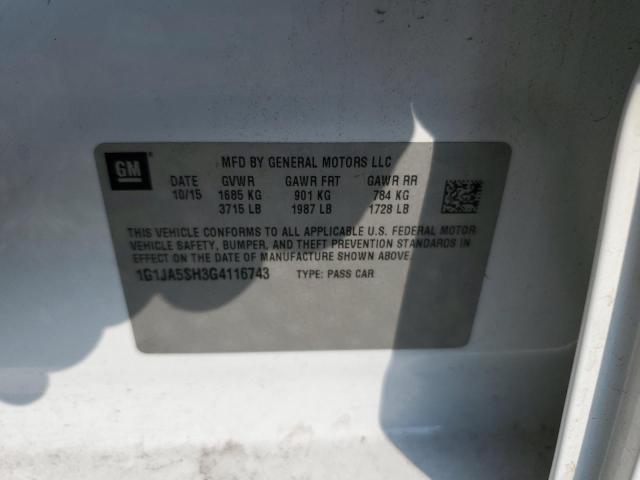 GM
MFD BY GENERAL MOTORS LLC
DATE GVWR GAWR FRT GAWR RR
10/15 1685 KG 901 KG 784 KG
3715 LB 1987 LB 1728 LB
THIS VEHICLE CONFORMS TO ALL APPLICABLE U.S. FEDERAL MOTOR
VEHICLE SAFETY, BUMPER, AND THEFT PREVENTION STANDARDS IN
EFFECT ON THE DATE OF MANUFACTURE SHOWN ABOVE.
1G1JA5SH3G4116743 TYPE: PASS CAR